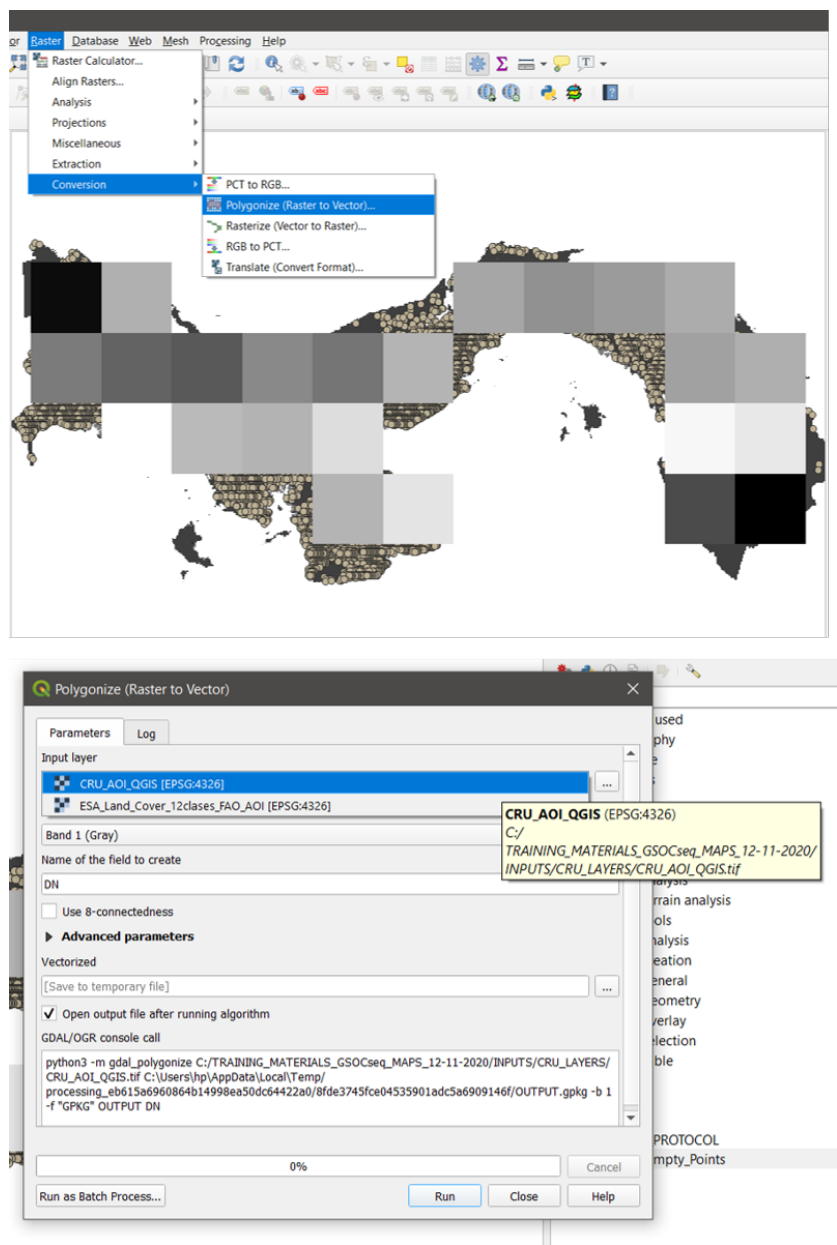 or Raster Database Web Mesh Processing Help
Raster Calculator...
Align Rasters...
Analysis
Projections
Miscellaneous
Extraction
Conversion
PCT to RGB...
Polygonize (Raster to Vector)...
Rasterize (Vector to Raster)...
RGB to PCT...
Translate (Convert Format)...
Polygonize (Raster to Vector)
Parameters Log
Input layer
CRU_AOI_QGIS [EPSG:4326]
ESA_Land_Cover_12clases_FAO_AOI [EPSG:4326]
CRU_AOI_QGIS (EPSG:4326)
C:/
TRAINING_MATERIALS_GSOCseq_MAPS_12-11-2020/
INPUTS/CRU_LAYERS/CRU_AOI_QGIS.tif
Band 1 (Gray)
Name of the field to create
DN
Use 8-connectedness
Advanced parameters
Vectorized
[Save to temporary file]
Open output file after running algorithm
GDAL/OGR console call
python3 -m gdal_polygonize C:/TRAINING_MATERIALS_GSOCseq_MAPS_12-11-2020/INPUTS/CRU_LAYERS/
CRU_AOI_QGIS.tif C:\Users\hp\AppData\Local\Temp/
processing_eb615a6960864b14998ea50dc64422a0/8fde3745fce04535901adc5a6909146f/OUTPUT.gpkg -b 1
-f "GPKG" OUTPUT DN
0%
Cancel
Run as Batch Process...
Run
Close
Help
used
phy
rrain analysis
ols
nalysis
eation
eneral
eometry
verlay
election
ble
PROTOCOL
mpty_Points